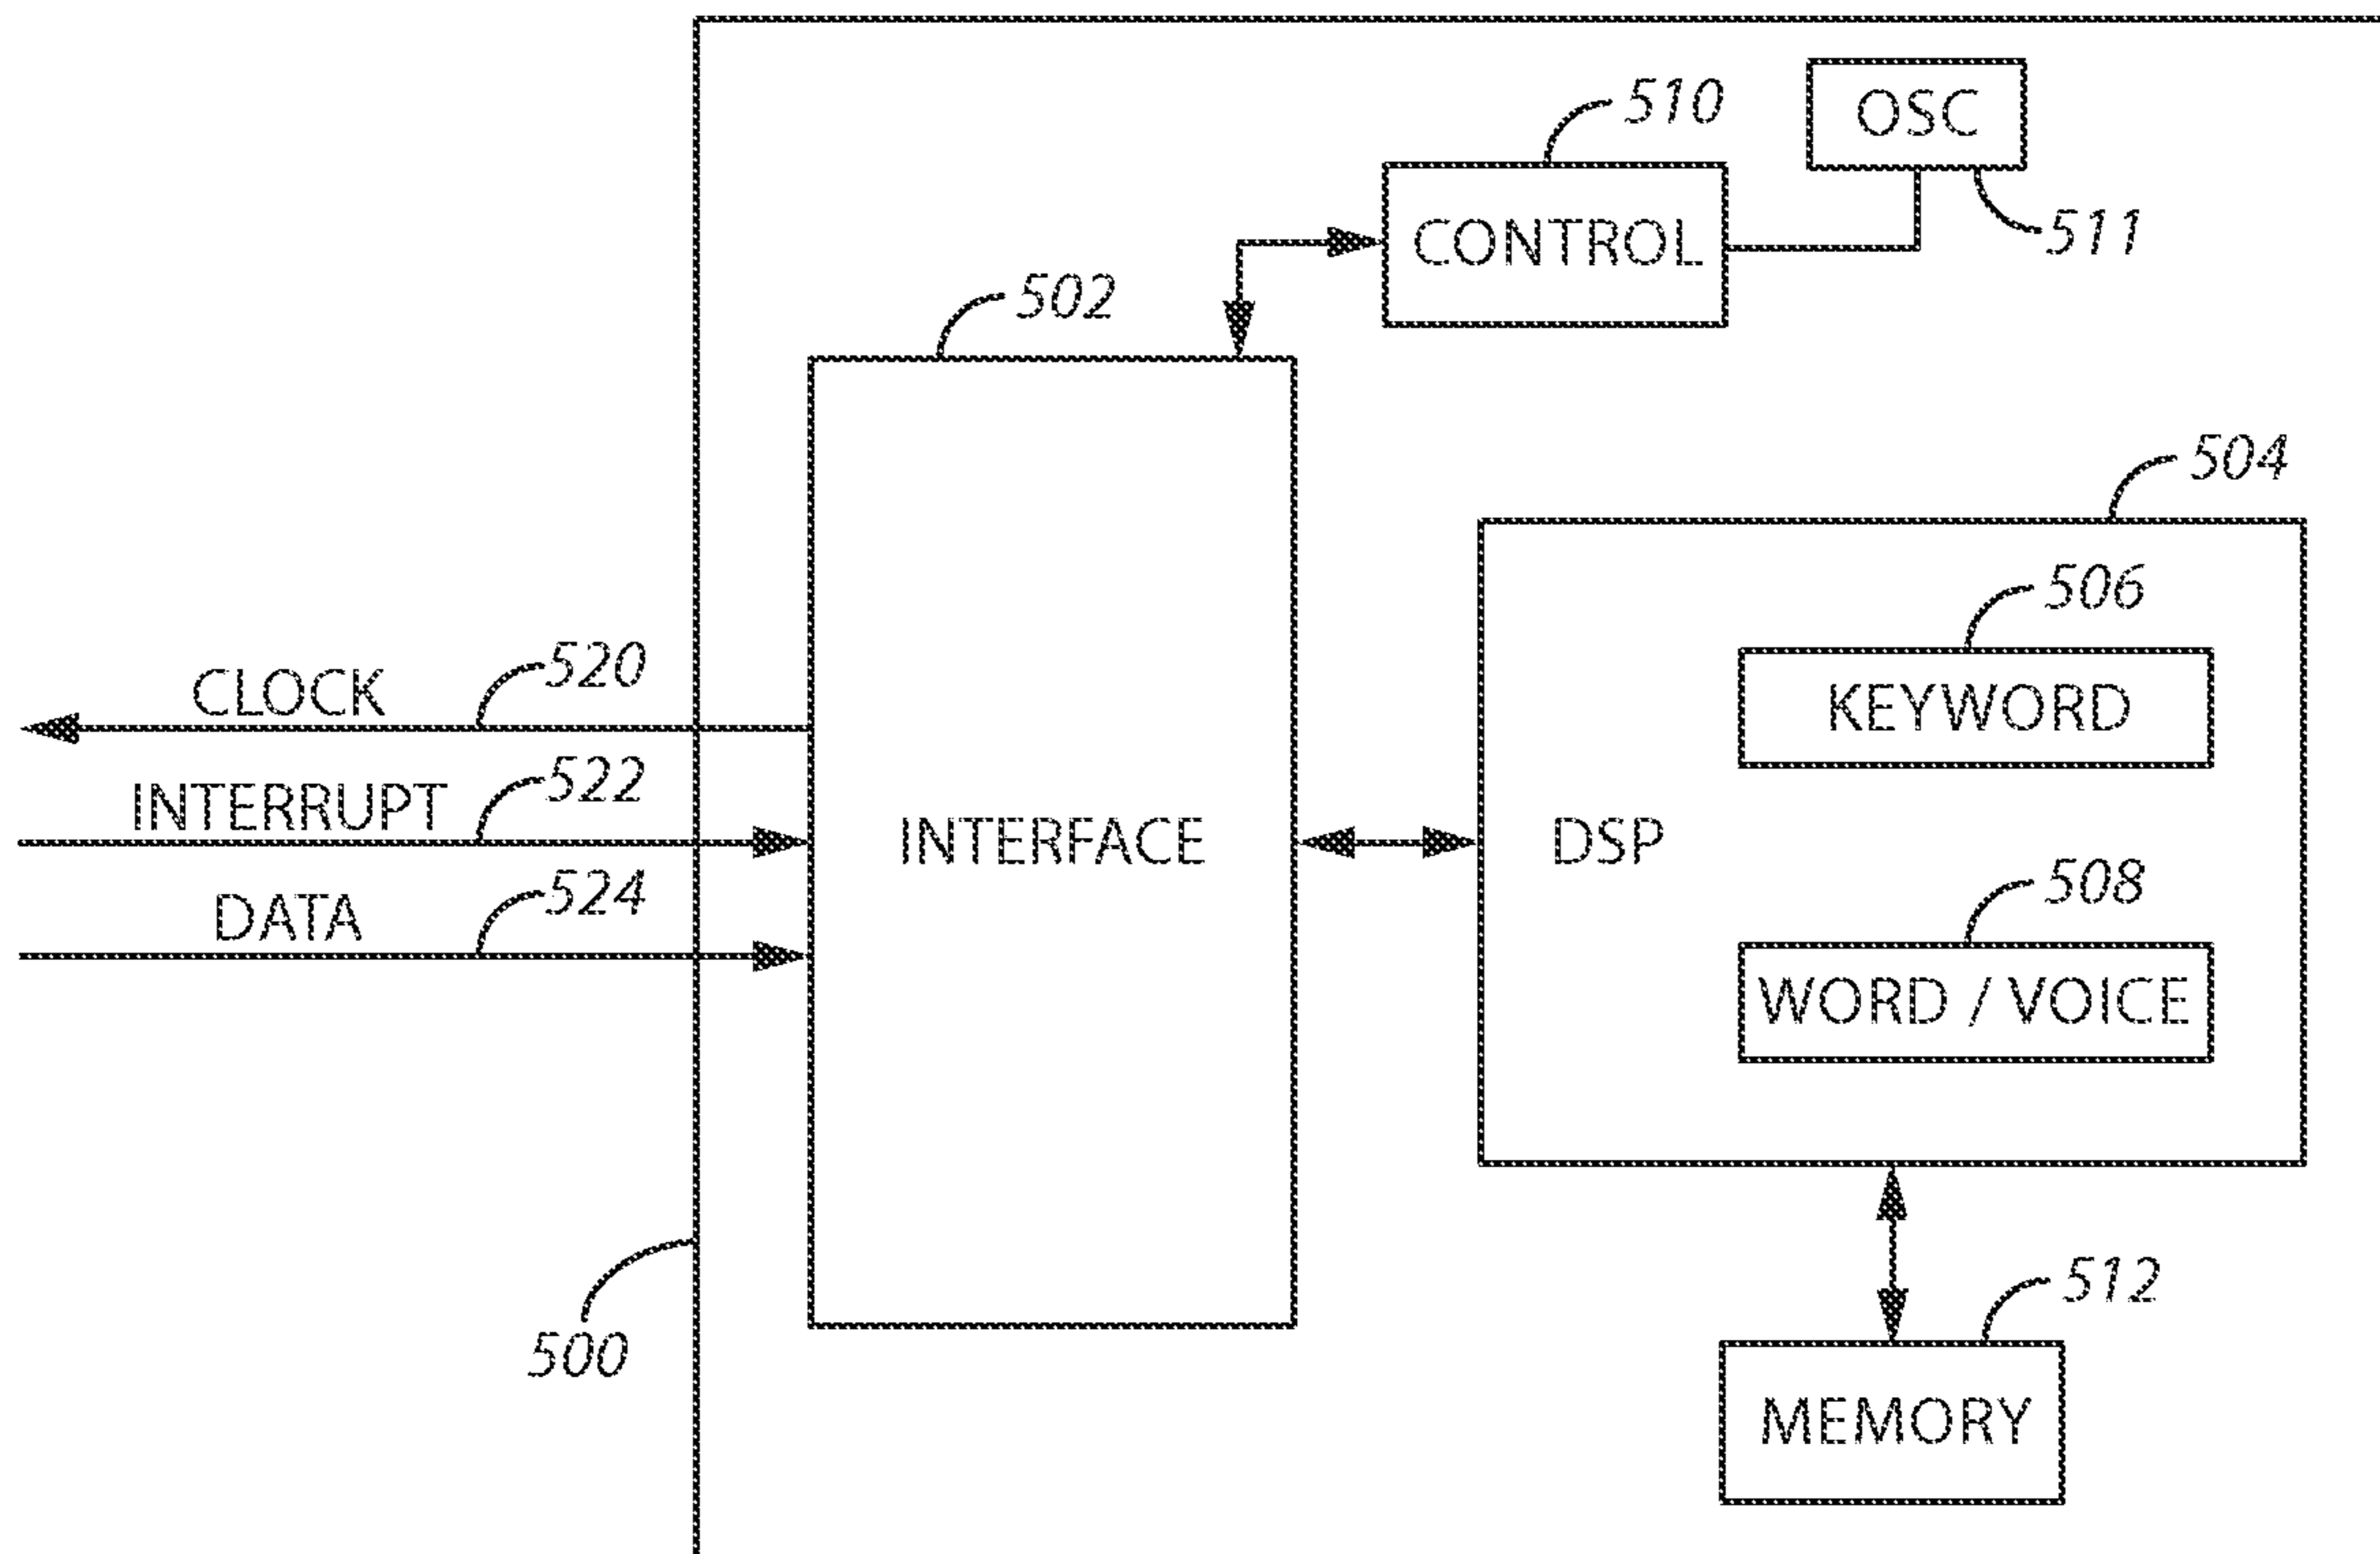 510
OSC
511
CONTROL
502
504
506
KEYWORD
520
CLOCK
522
INTERRUPT
INTERFACE
DSP
524
DATA
508
WORD / VOICE
512
500
MEMORY